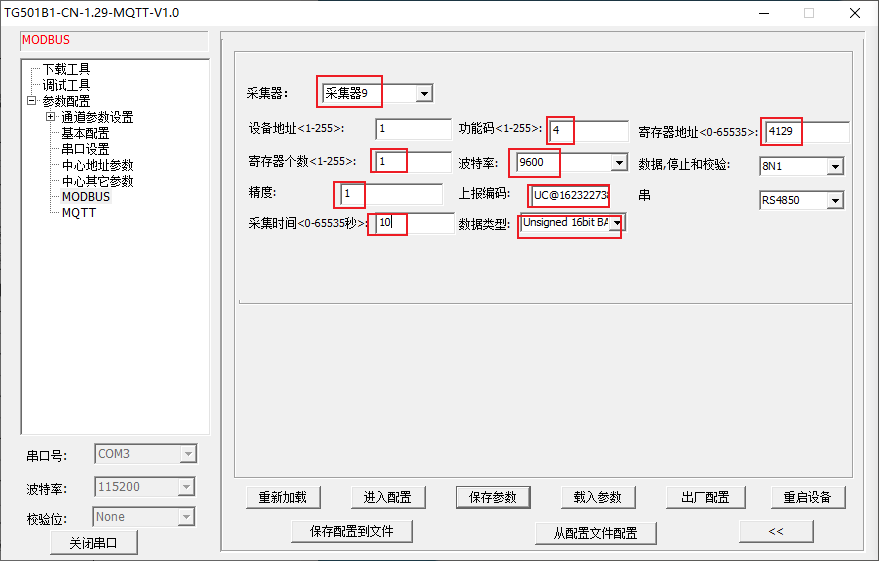 TG501B1-CN-1.29-MQTT-V1.0
MODBUS
下载工具
调试工具
参数配置
通道参数设置
基本配置
串口设置
中心地址参数
中心其它参数
MODBUS
MQTT
串口号: COM3
波特率: 115200
校验位: None
关闭串口
采集器: 采集器9
设备地址<1-255>: 1 功能码<1-255>: 4 寄存器地址<0-65535>: 4129
寄存器个数<1-255>: 1 波特率: 9600 数据,停止和校验: 8N1
精度: 1 上报编码: UC@16232273 串 RS4850
采集时间<0-65535秒>: 10 数据类型: Unsigned 16bit BA
重新加载 进入配置 保存参数 载入参数 出厂配置 重启设备
保存配置到文件 从配置文件配置 <<